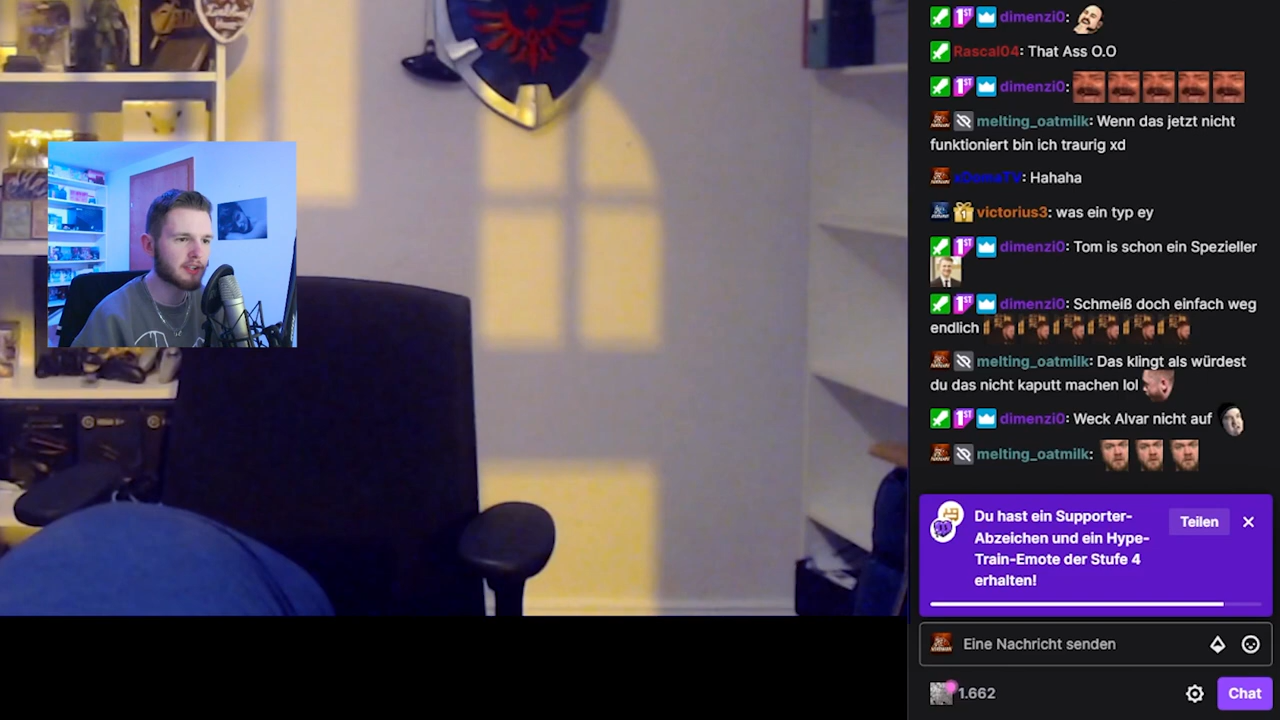 dimenzi0:
Rascal04: That Ass O.O
dimenzi0:
melting_oatmilk: Wenn das jetzt nicht
funktioniert bin ich traurig xd
: Hahaha
victorius3: was ein typ ey
dimenzi0: Tom is schon ein Spezieller
dimenzi0: Schmeiß doch einfach weg
endlich
melting_oatmilk: Das klingt als würdest
du das nicht kaputt machen lol
dimenzi0: Weck Alvar nicht auf
melting_oatmilk:
Du hast ein Supporter-
Abzeichen und ein Hype-
Train-Emote der Stufe 4
erhalten!
Teilen
Eine Nachricht senden
1.662
Chat